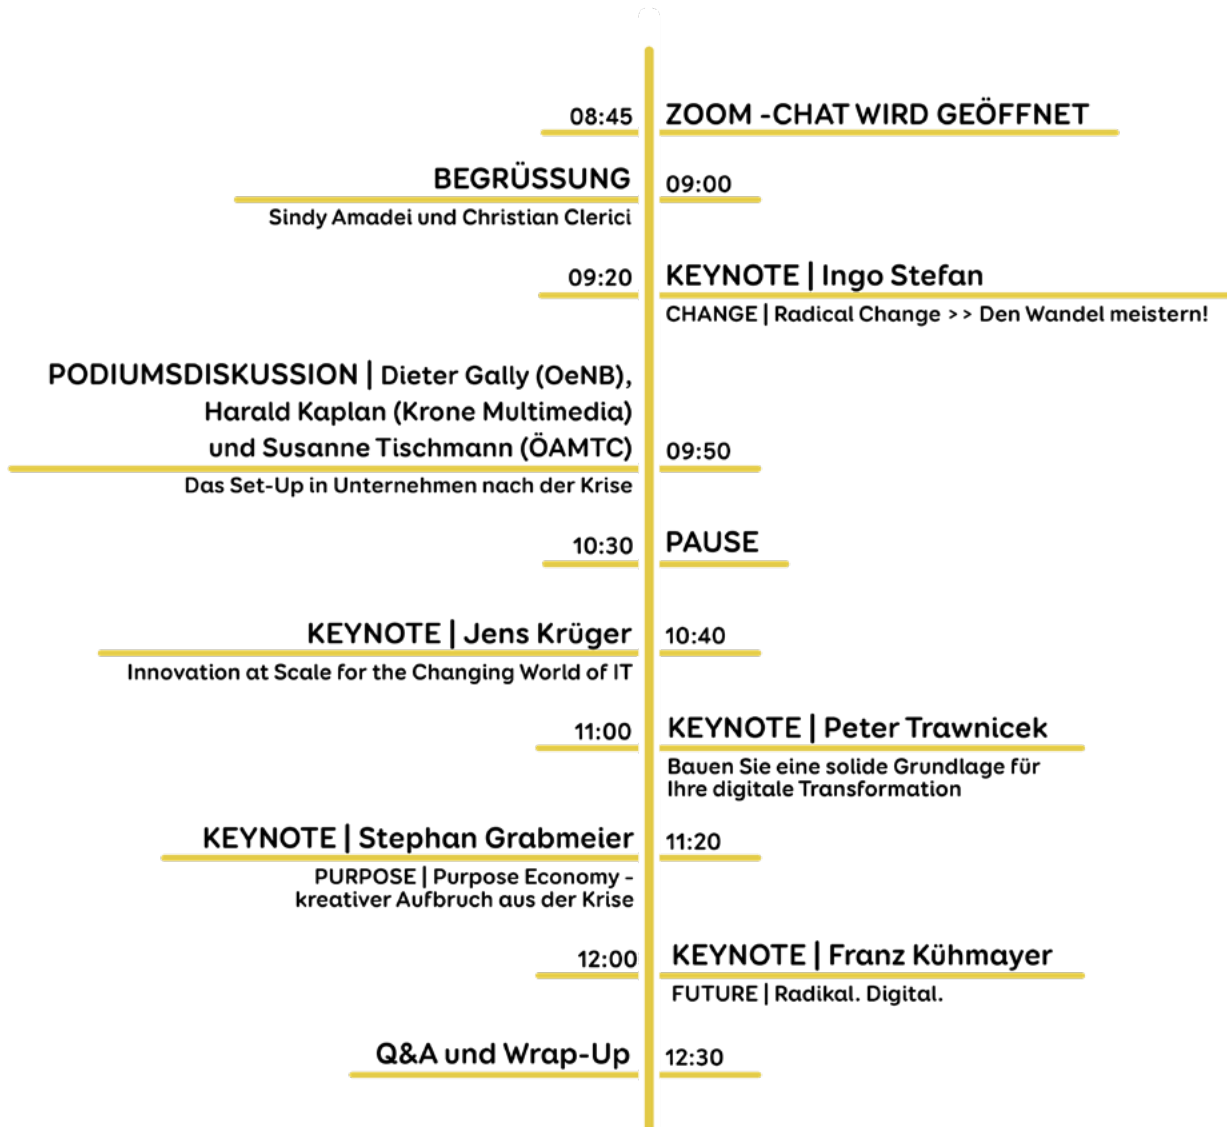 08:45 ZOOM -CHAT WIRD GEÖFFNET
BEGRÜSSUNG 09:00
Sindy Amadei und Christian Clerici
09:20 KEYNOTE | Ingo Stefan
CHANGE | Radical Change >> Den Wandel meistern!
PODIUMSDISKUSSION | Dieter Gally (OeNB),
Harald Kaplan (Krone Multimedia)
und Susanne Tischmann (ÖAMTC) 09:50
Das Set-Up in Unternehmen nach der Krise
10:30 PAUSE
KEYNOTE | Jens Krüger 10:40
Innovation at Scale for the Changing World of IT
11:00 KEYNOTE | Peter Trawnicek
Bauen Sie eine solide Grundlage für
Ihre digitale Transformation
KEYNOTE | Stephan Grabmeier 11:20
PURPOSE | Purpose Economy -
kreativer Aufbruch aus der Krise
12:00 KEYNOTE | Franz Kühmayer
FUTURE | Radikal. Digital.
Q&A und Wrap-Up 12:30